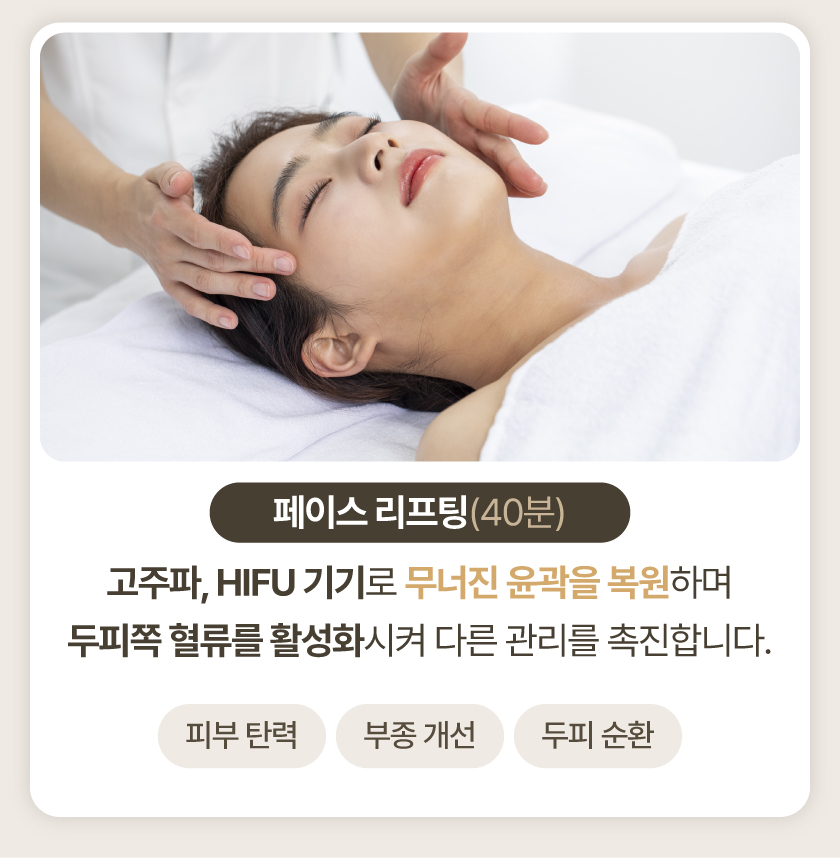 페이스 리프팅(40분)
고주파, HIFU 기기로 무너진 윤곽을 복원하며
두피쪽 혈류를 활성화시켜 다른 관리를 촉진합니다.
피부 탄력 부종 개선 두피 순환